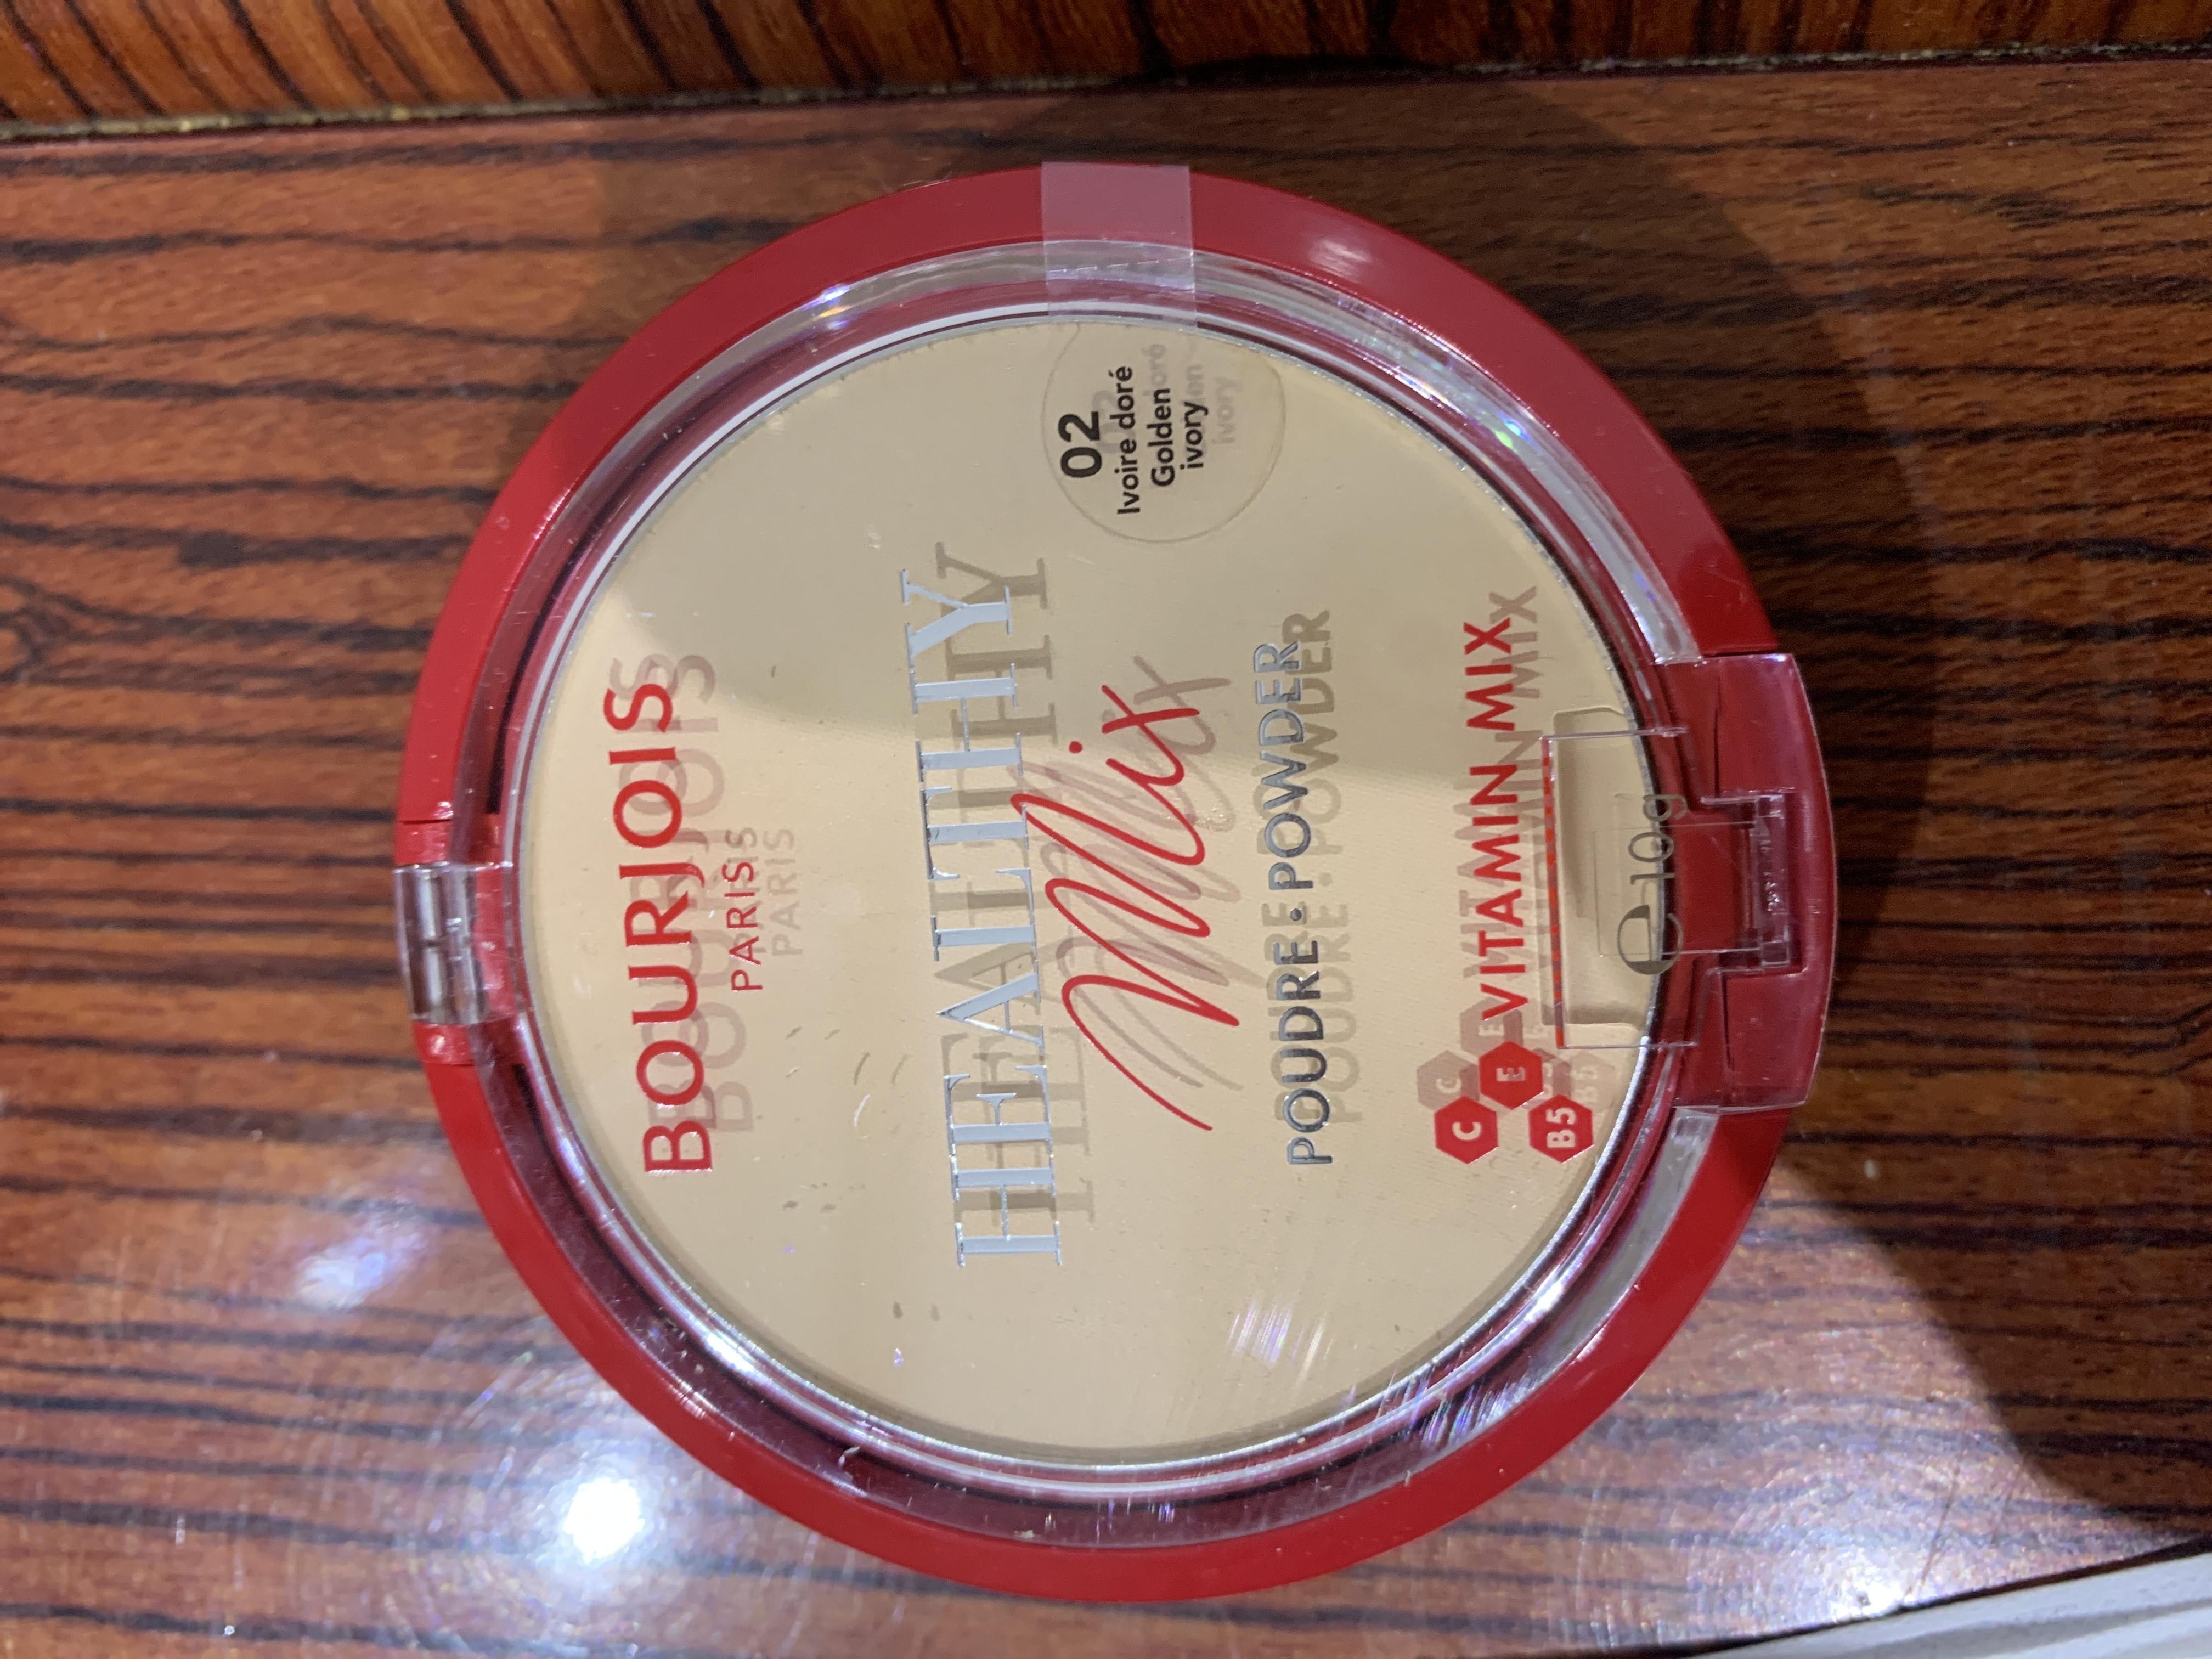 BOURJOIS
PARIS
HEALTHY
Mix
POUDRE · POWDER
C
E
B5
VITAMIN MIX
02
Ivoire doré
Golden
ivory
e 10g